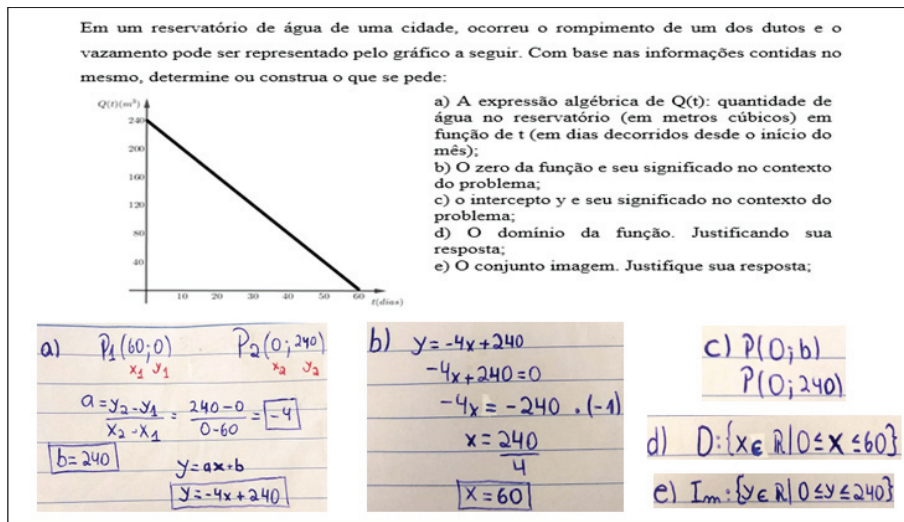 Em um reservatório de água de uma cidade, ocorreu o rompimento de um dos dutos e o
vazamento pode ser representado pelo gráfico a seguir. Com base nas informações contidas no
mesmo, determine ou construa o que se pede:
Q(t)(m³)
240
200
160
120
80
40
10 20 30 40 50 60 t(dias)
a) A expressão algébrica de Q(t): quantidade de
água no reservatório (em metros cúbicos) em
função de t (em dias decorridos desde o início do
mês);
b) O zero da função e seu significado no contexto
do problema;
c) o intercepto y e seu significado no contexto do
problema;
d) O domínio da função. Justificando sua
resposta;
e) O conjunto imagem. Justifique sua resposta;
a) P₁(60;0) P₂(0;240)
x₁ y₁ x₂ y₂
a = y₂-y₁ / x₂-x₁ = 240-0 / 0-60 = -4
b=240
y=ax+b
y=-4x+240
b) y=-4x+240
-4x+240=0
-4x=-240 .(-1)
x=240/4
x=60
c) P(0;b)
P(0;240)
d) D:{x∈R|0≤x≤60}
e) Im:{y∈R|0≤y≤240}